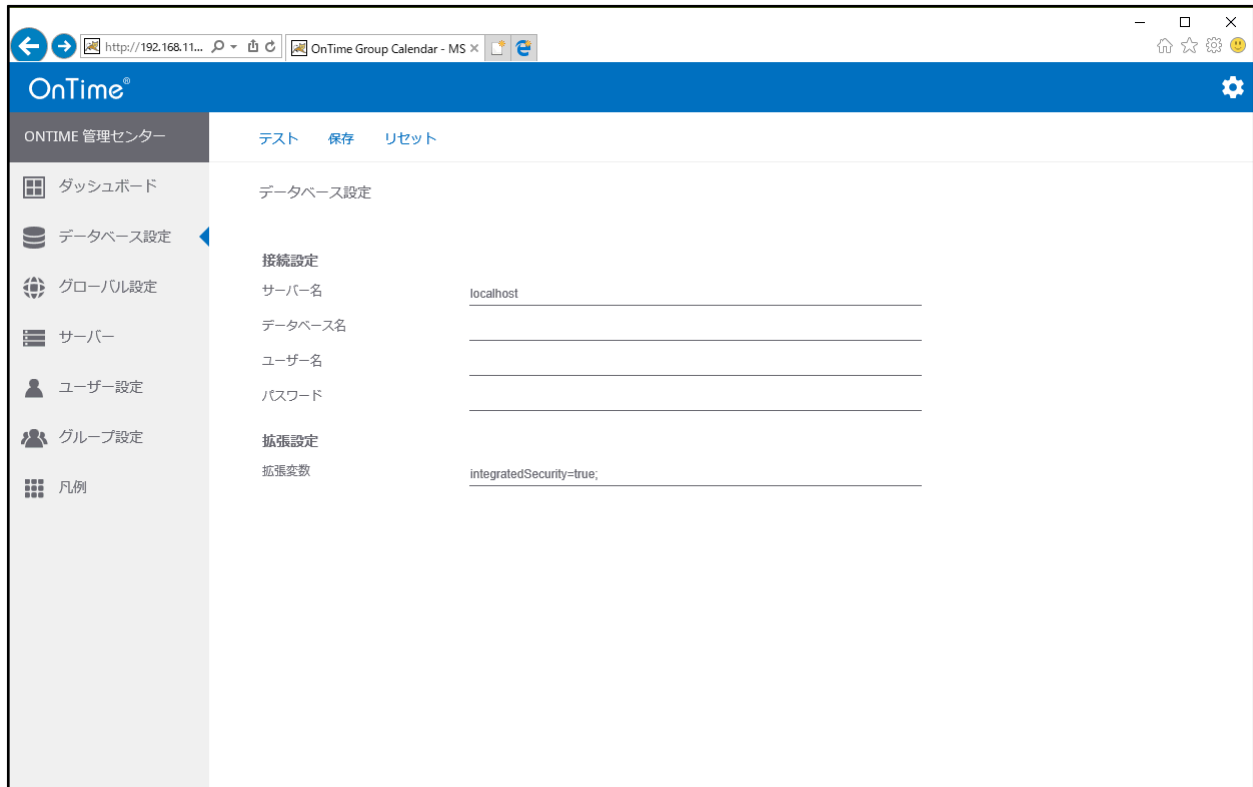 http://192.168.11...
OnTime Group Calendar - MS
OnTime®
ONTIME 管理センター
テスト 保存 リセット
ダッシュボード
データベース設定
グローバル設定
サーバー
ユーザー設定
グループ設定
凡例
データベース設定
接続設定
サーバー名 localhost
データベース名
ユーザー名
パスワード
拡張設定
拡張変数 integratedSecurity=true;